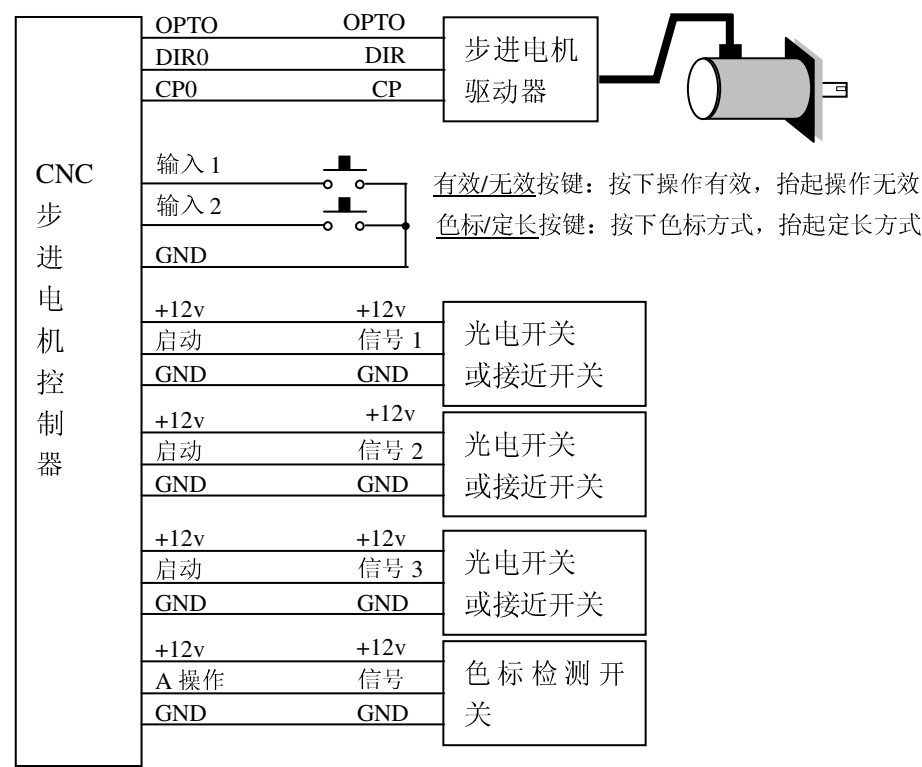 CNC
步
进
电
机
控
制
器
OPTO OPTO
DIR0 DIR
CP0 CP
步进电机
驱动器
输入 1
输入 2
GND
有效/无效按键：按下操作有效，抬起操作无效
色标/定长按键：按下色标方式，抬起定长方式
+12v +12v
启动 信号 1
GND GND
光电开关
或接近开关
+12v +12v
启动 信号 2
GND GND
光电开关
或接近开关
+12v +12v
启动 信号 3
GND GND
光电开关
或接近开关
+12v +12v
A 操作 信号
GND GND
色标检测开
关